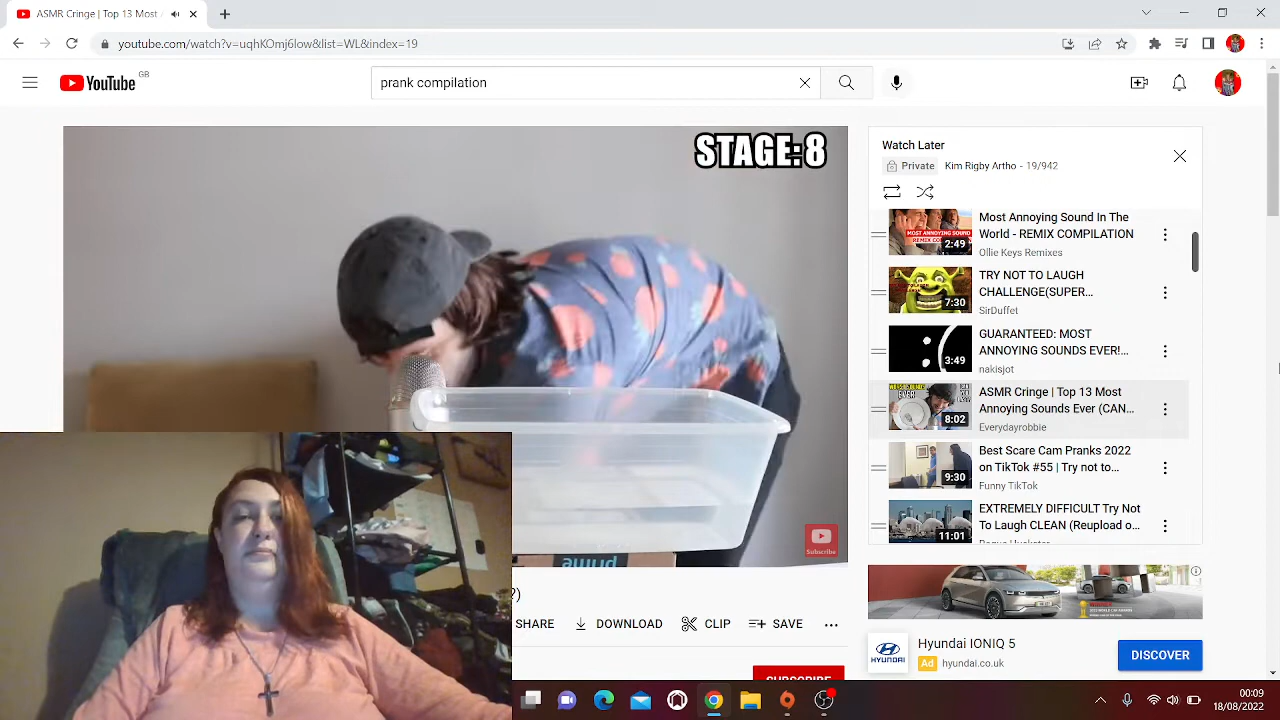 ASMR Cringe | Top 13 Most
youtube.com/watch?v=uqhKOmj6low&list=WL&index=19
YouTube GB
prank compilation
STAGE:8
Subscribe
SHARE
DOWNLOAD
CLIP
SAVE
SUBSCRIBE
Watch Later
Private
Kim Rigby Artho - 19/942
Most Annoying Sound In The
World - REMIX COMPILATION
Ollie Keys Remixes
2:49
TRY NOT TO LAUGH
CHALLENGE(SUPER...
SirDuffet
7:30
GUARANTEED: MOST
ANNOYING SOUNDS EVER!...
nakisjot
3:49
ASMR Cringe | Top 13 Most
Annoying Sounds Ever (CAN...
Everydayrobbie
8:02
Best Scare Cam Pranks 2022
on TikTok #55 | Try not to...
Funny TikTok
9:30
EXTREMELY DIFFICULT Try Not
To Laugh CLEAN (Reupload o...
11:01
Hyundai IONIQ 5
Ad hyundai.co.uk
HYUNDAI
DISCOVER
00:09
18/08/2022